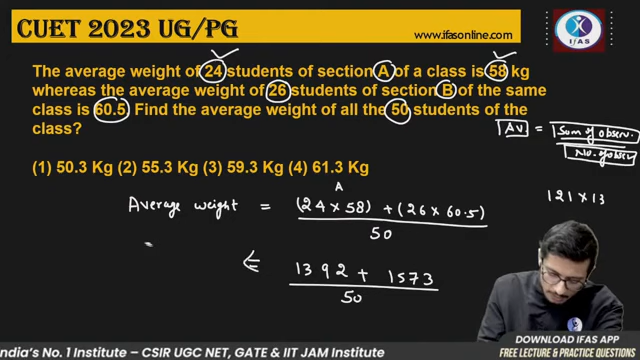 CUET 2023 UG/PG
www.ifasonline.com
iFAS
The average weight of 24 students of section A of a class is 58 kg
whereas the average weight of 26 students of section B of the same
class is 60.5. Find the average weight of all the 50 students of the
class?
AV = Sum of observ.
No. of observ
(1) 50.3 Kg (2) 55.3 Kg (3) 59.3 Kg (4) 61.3 Kg
A
Average weight = (24 × 58) + (26 × 60.5)
50
121 × 13
1392 + 1573
50
DOWNLOAD IFAS APP
India's No. 1 Institute – CSIR UGC NET, GATE & IIT JAM Institute
FREE LECTURE & PRACTICE QUESTIONS